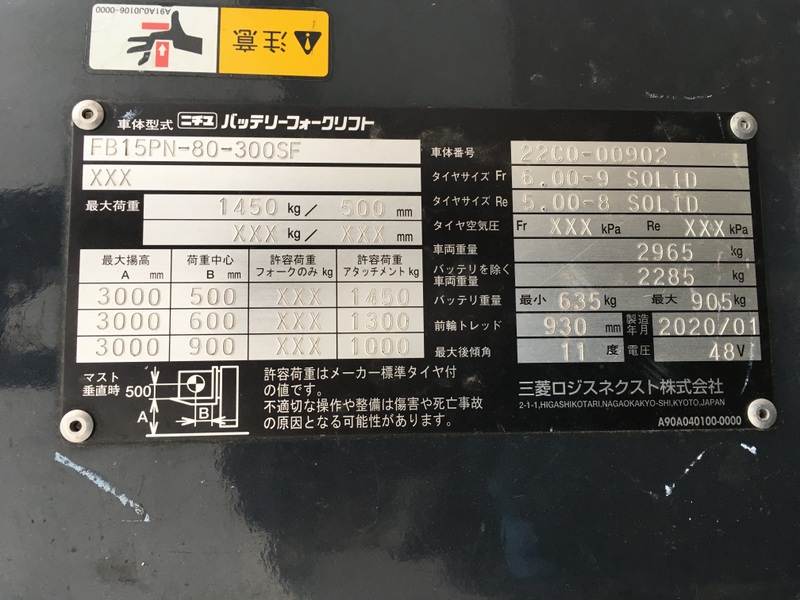 A91A0J0106-0000
注意
車体型式 ニチユ バッテリーフォークリフト
FB15PN-80-300SF
XXX
最大荷重 1450 kg／ 500 mm
XXX kg／ XXX mm
最大揚高 A mm 荷重中心 B mm 許容荷重 フォークのみ kg 許容荷重 アタッチメント kg
3000 500 XXX 1450
3000 600 XXX 1300
3000 900 XXX 1000
マスト垂直時 500 A B
許容荷重はメーカー標準タイヤ付
の値です。
不適切な操作や整備は傷害や死亡事故
の原因となる可能性があります。
車体番号 22C0-00902
タイヤサイズ Fr 6.00-9 SOLID
タイヤサイズ Re 5.00-8 SOLID
タイヤ空気圧 Fr XXX kPa Re XXX kPa
車両重量 2965 kg
バッテリを除く車両重量 2285 kg
バッテリ重量 最小 635 kg 最大 905 kg
前輪トレッド 930 mm 製造年月 2020/01
最大後傾角 11 度 電圧 48 V
三菱ロジスネクスト株式会社
2-1-1,HIGASHIKOTARI,NAGAOKAKYO-SHI,KYOTO,JAPAN
A90A040100-0000